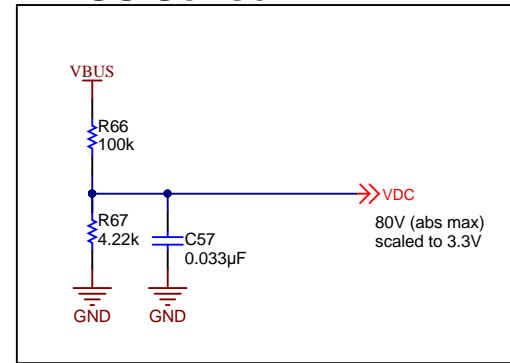 VBUS
R66
100k
VDC
R67
4.22k
C57
0.033µF
80V (abs max)
scaled to 3.3V
GND
GND